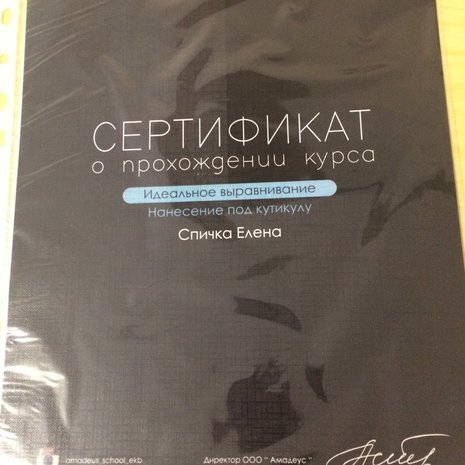 СЕРТИФИКАТ
о прохождении курса
Идеальное выравнивание
Нанесение под кутикулу
Спичка Елена
amadeus_school_ekb
Директор ООО " Амадеус "